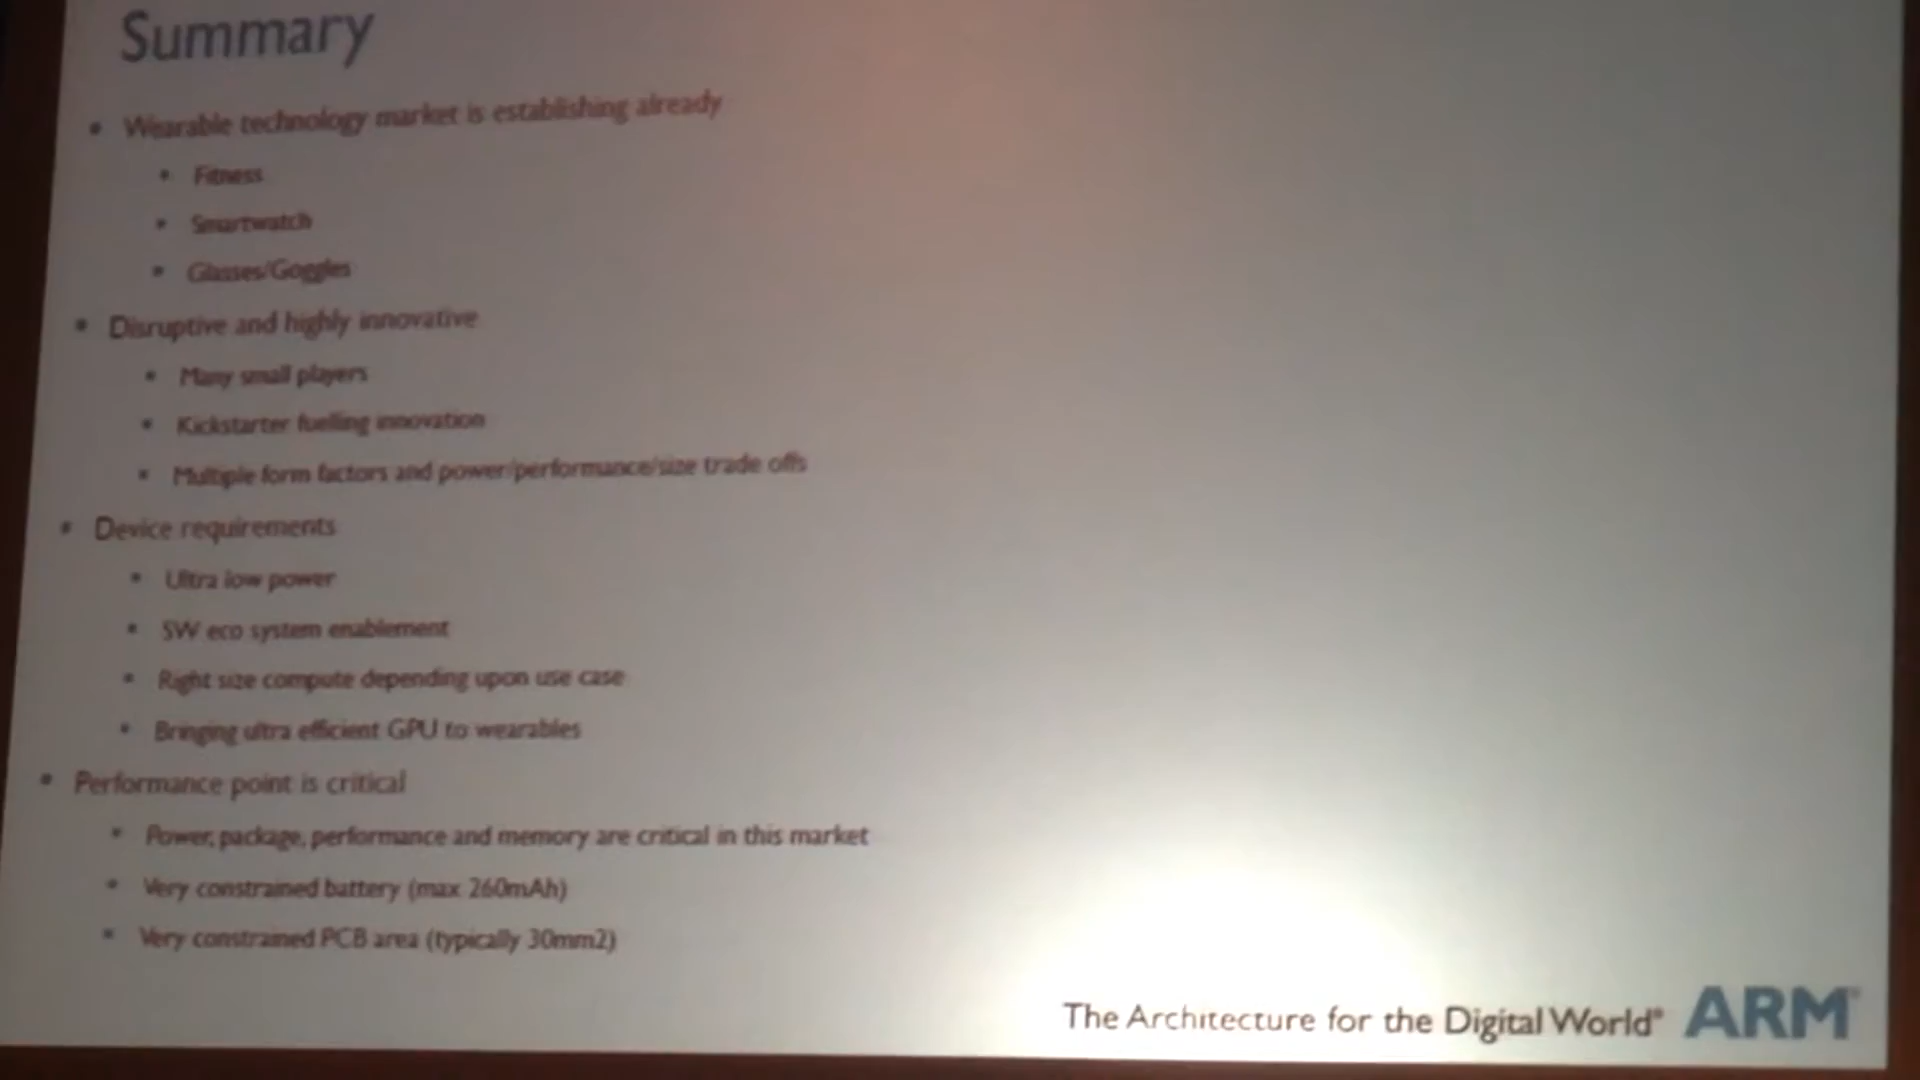 Summary
• Wearable technology market is establishing already
• Fitness
• Smartwatch
• Glasses/Goggles
• Disruptive and highly innovative
• Many small players
• Kickstarter fuelling innovation
• Multiple form factors and power/performance/size trade offs
• Device requirements
• Ultra low power
• SW eco system enablement
• Right size compute depending upon use case
• Bringing ultra efficient GPU to wearables
• Performance point is critical
• Power, package, performance and memory are critical in this market
• Very constrained battery (max 260mAh)
• Very constrained PCB area (typically 30mm2)
The Architecture for the Digital World® ARM®